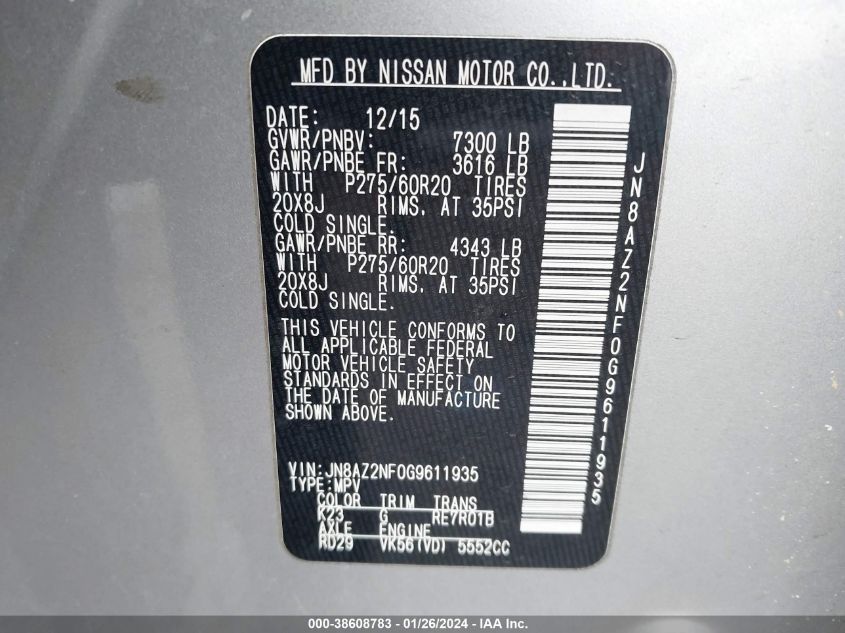 MFD BY NISSAN MOTOR CO.,LTD.
DATE: 12/15
GVWR/PNBV: 7300 LB
GAWR/PNBE FR: 3616 LB
WITH P275/60R20 TIRES
20X8J RIMS, AT 35PSI
COLD SINGLE.
GAWR/PNBE RR: 4343 LB
WITH P275/60R20 TIRES
20X8J RIMS, AT 35PSI
COLD SINGLE.
THIS VEHICLE CONFORMS TO
ALL APPLICABLE FEDERAL
MOTOR VEHICLE SAFETY
STANDARDS IN EFFECT ON
THE DATE OF MANUFACTURE
SHOWN ABOVE.
VIN:JN8AZ2NF0G9611935
TYPE:MPV
COLOR TRIM TRANS
K23 G RE7R01B
AXLE ENGINE
RD29 VK56(VD) 5552CC
JN8AZ2NF0G9611935
000-38608783 - 01/26/2024 - IAA Inc.